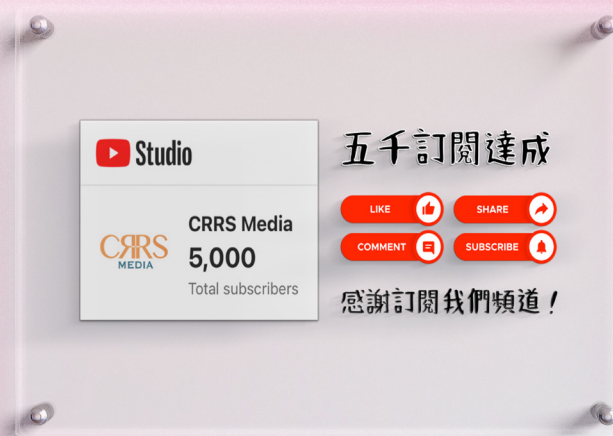 Studio
CRRS
MEDIA
CRRS Media
5,000
Total subscribers
五千訂閱達成
LIKE
SHARE
COMMENT
SUBSCRIBE
感謝訂閱我們頻道！